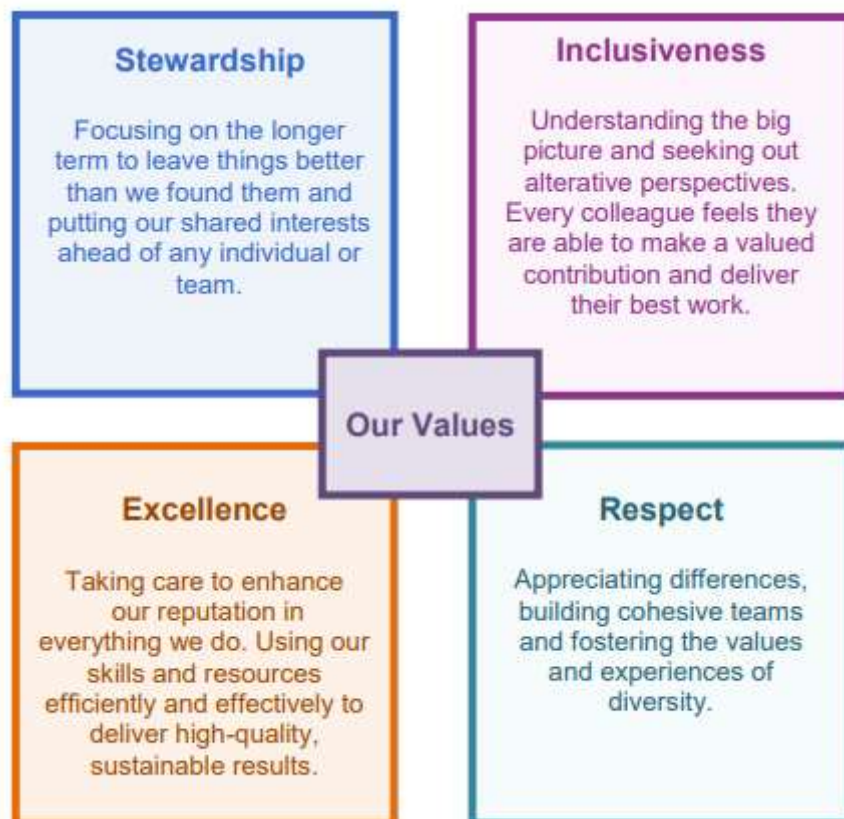 Stewardship
Focusing on the longer
term to leave things better
than we found them and
putting our shared interests
ahead of any individual or
team.
Inclusiveness
Understanding the big
picture and seeking out
alterative perspectives.
Every colleague feels they
are able to make a valued
contribution and deliver
their best work.
Our Values
Excellence
Taking care to enhance
our reputation in
everything we do. Using our
skills and resources
efficiently and effectively to
deliver high-quality,
sustainable results.
Respect
Appreciating differences,
building cohesive teams
and fostering the values
and experiences of
diversity.